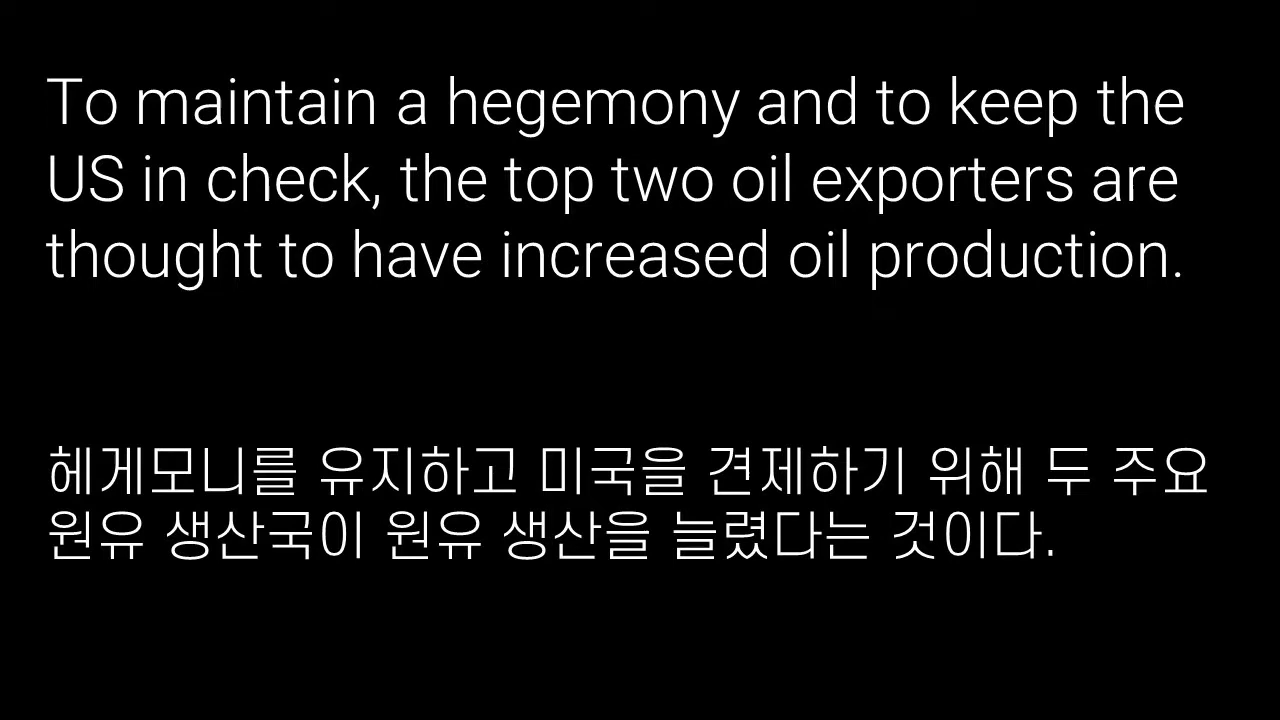 To maintain a hegemony and to keep the
US in check, the top two oil exporters are
thought to have increased oil production.
헤게모니를 유지하고 미국을 견제하기 위해 두 주요
원유 생산국이 원유 생산을 늘렸다는 것이다.